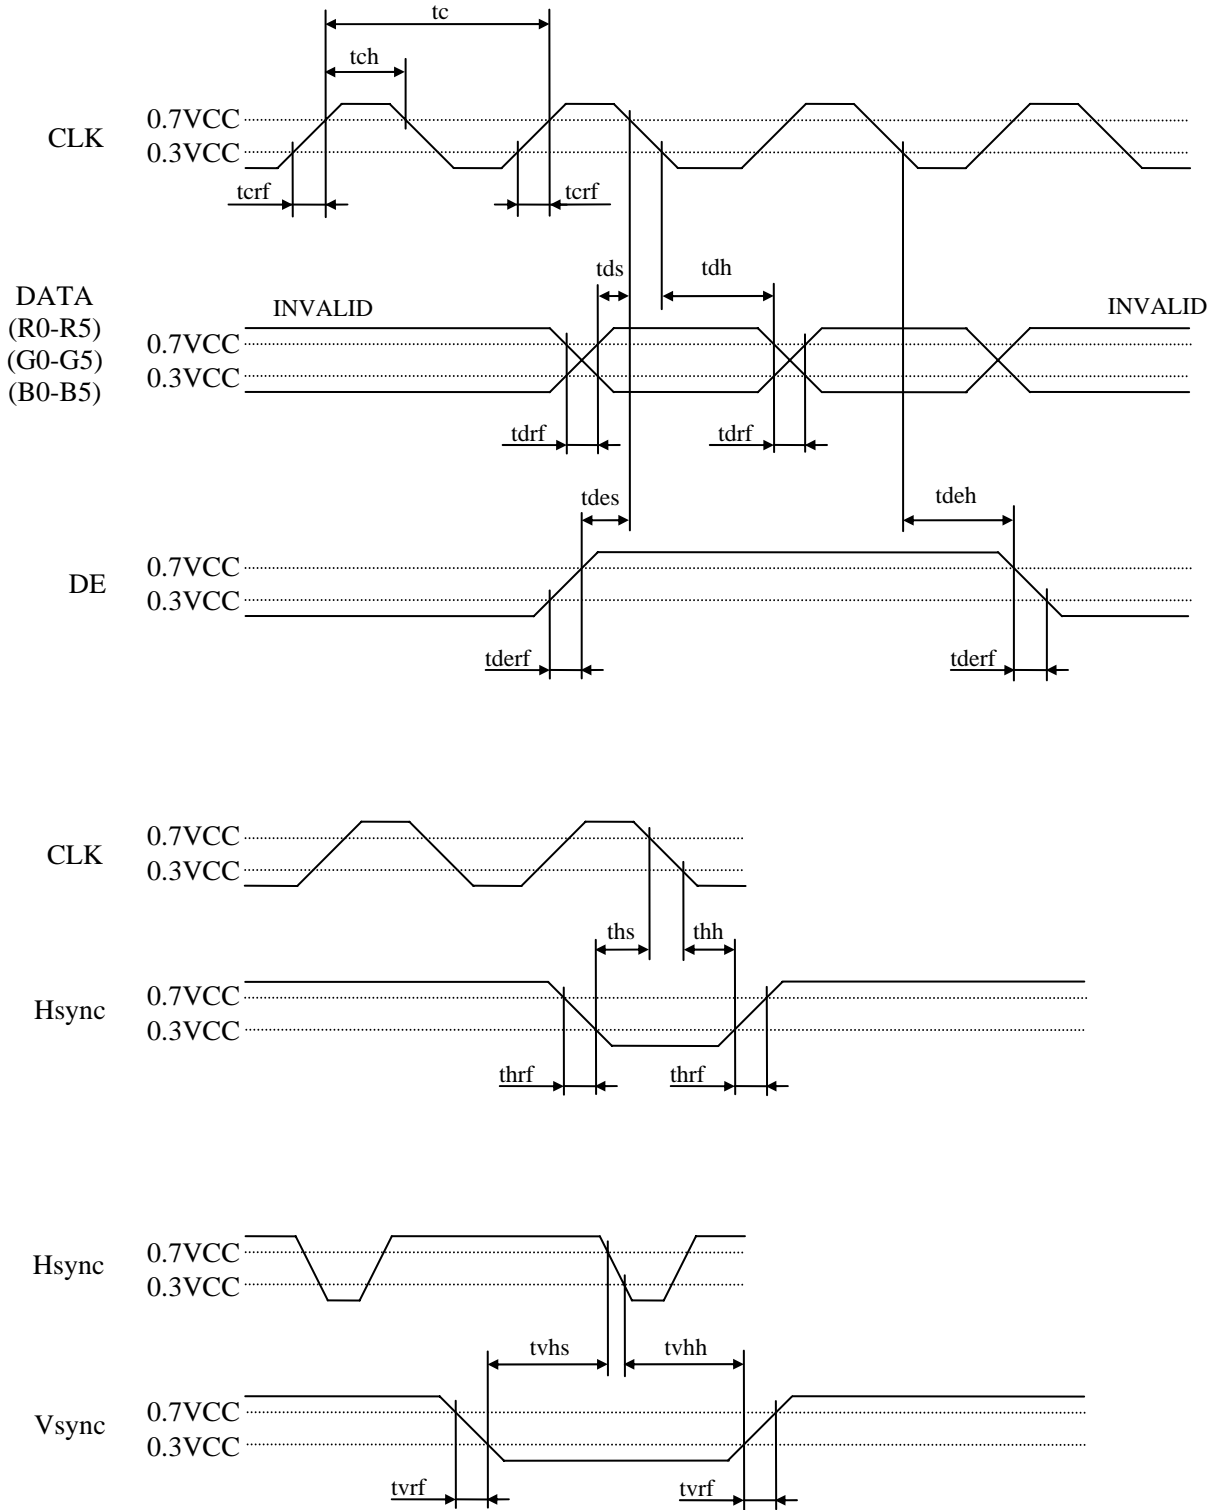 tc
tch
0.7VCC
CLK
0.3VCC
tcrf
tcrf
tds
tdh
DATA
(R0-R5)
(G0-G5)
(B0-B5)
INVALID
INVALID
0.7VCC
0.3VCC
tdrf
tdrf
tdes
tdeh
0.7VCC
DE
0.3VCC
tderf
tderf
0.7VCC
CLK
0.3VCC
ths
thh
0.7VCC
Hsync
0.3VCC
thrf
thrf
0.7VCC
Hsync
0.3VCC
tvhs
tvhh
0.7VCC
Vsync
0.3VCC
tvrf
tvrf